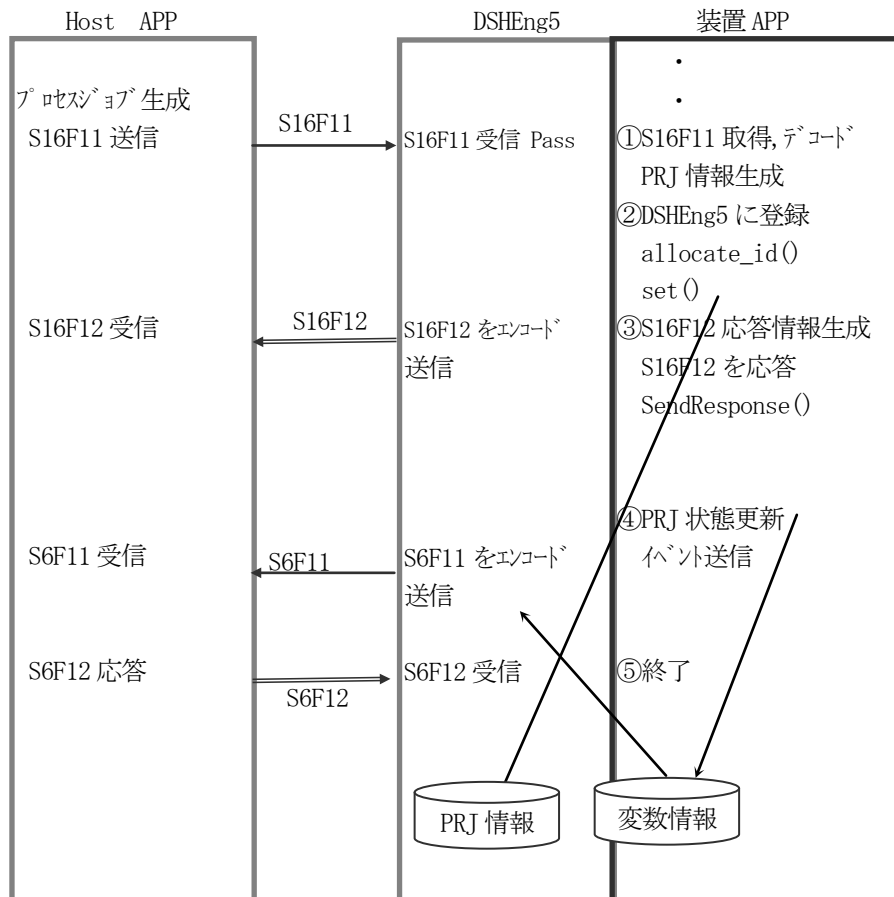 Host APP
DSHEng5
装置 APP
・
・
ﾌﾟﾛｾｽｼﾞｮﾌﾞ生成
S16F11 送信
S16F11
S16F11 受信 Pass
①S16F11 取得,ﾃﾞｺｰﾄﾞ
PRJ 情報生成
②DSHEng5 に登録
allocate_id()
set()
S16F12 受信
S16F12
S16F12 をｴﾝｺｰﾄﾞ
送信
③S16F12 応答情報生成
S16F12 を応答
SendResponse()
④PRJ 状態更新
ｲﾍﾞﾝﾄ送信
S6F11 受信
S6F11
S6F11 をｴﾝｺｰﾄﾞ
送信
S6F12 応答
S6F12
S6F12 受信
⑤終了
PRJ 情報
変数情報